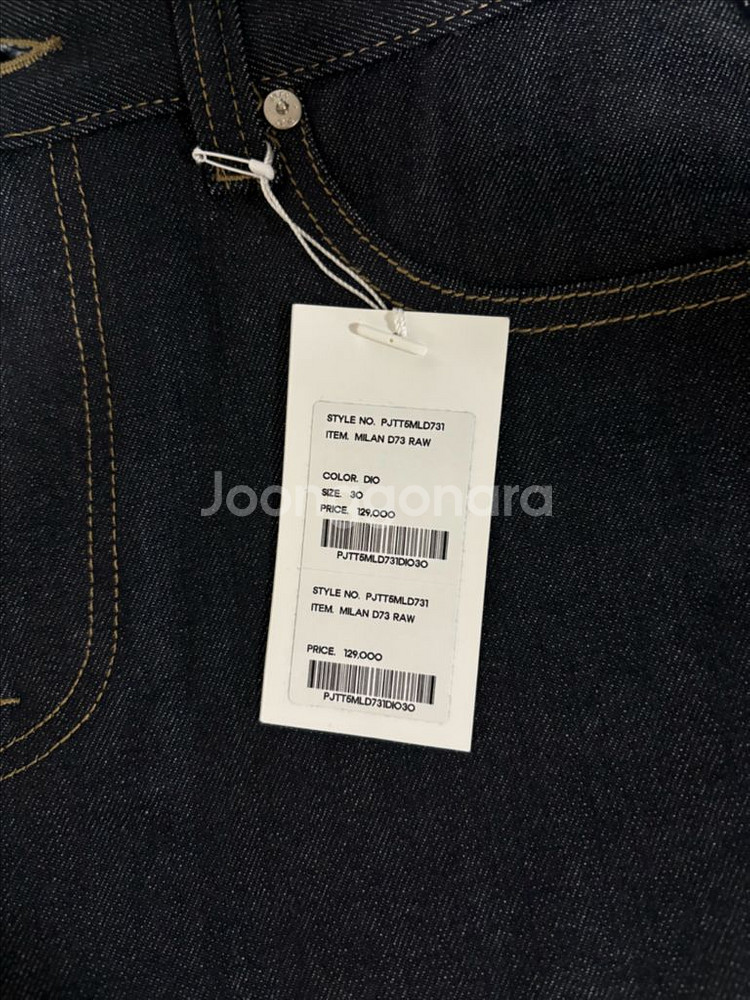 STYLE NO. PJTT5MLD731
ITEM. MILAN D73 RAW
COLOR. DIO
SIZE. 30
Joonggonara
PRICE. 129,000
PJTT5MLD731DIO30
STYLE NO. PJTT5MLD731
ITEM. MILAN D73 RAW
PRICE. 129,000
PJTT5MLD731DIO30